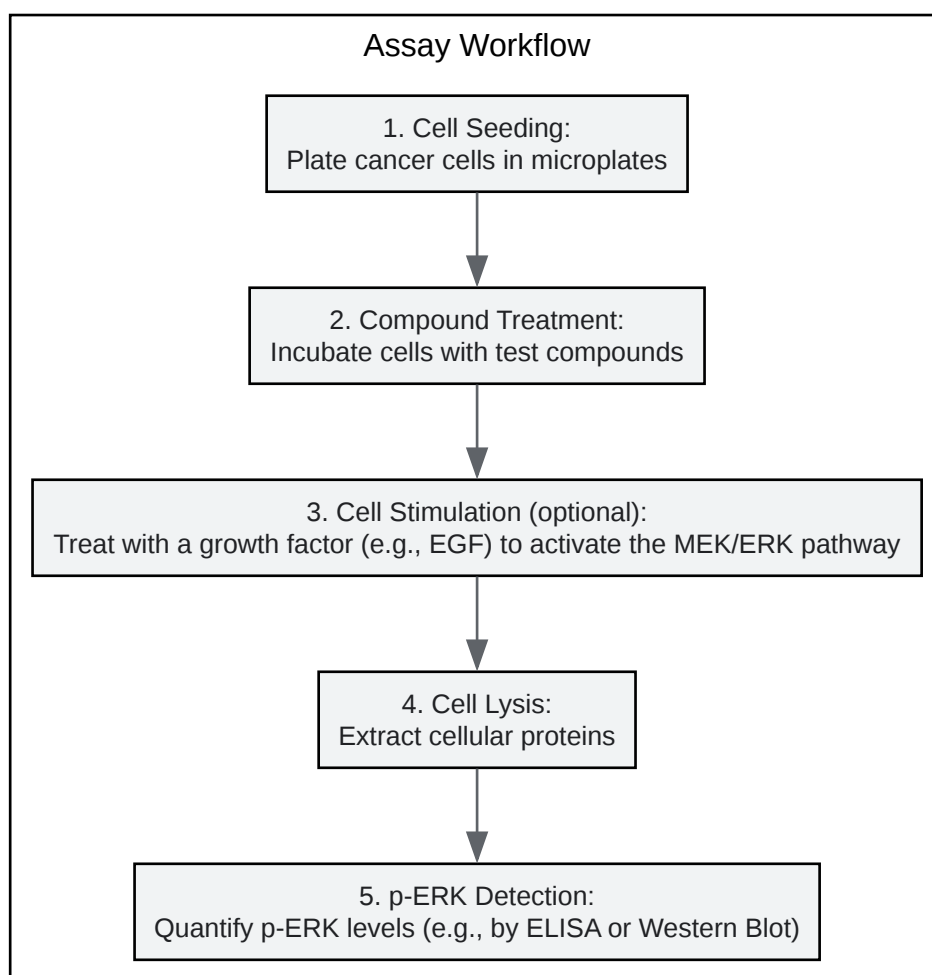 Assay Workflow
1. Cell Seeding:
Plate cancer cells in microplates
2. Compound Treatment:
Incubate cells with test compounds
3. Cell Stimulation (optional):
Treat with a growth factor (e.g., EGF) to activate the MEK/ERK pathway
4. Cell Lysis:
Extract cellular proteins
5. p-ERK Detection:
Quantify p-ERK levels (e.g., by ELISA or Western Blot)